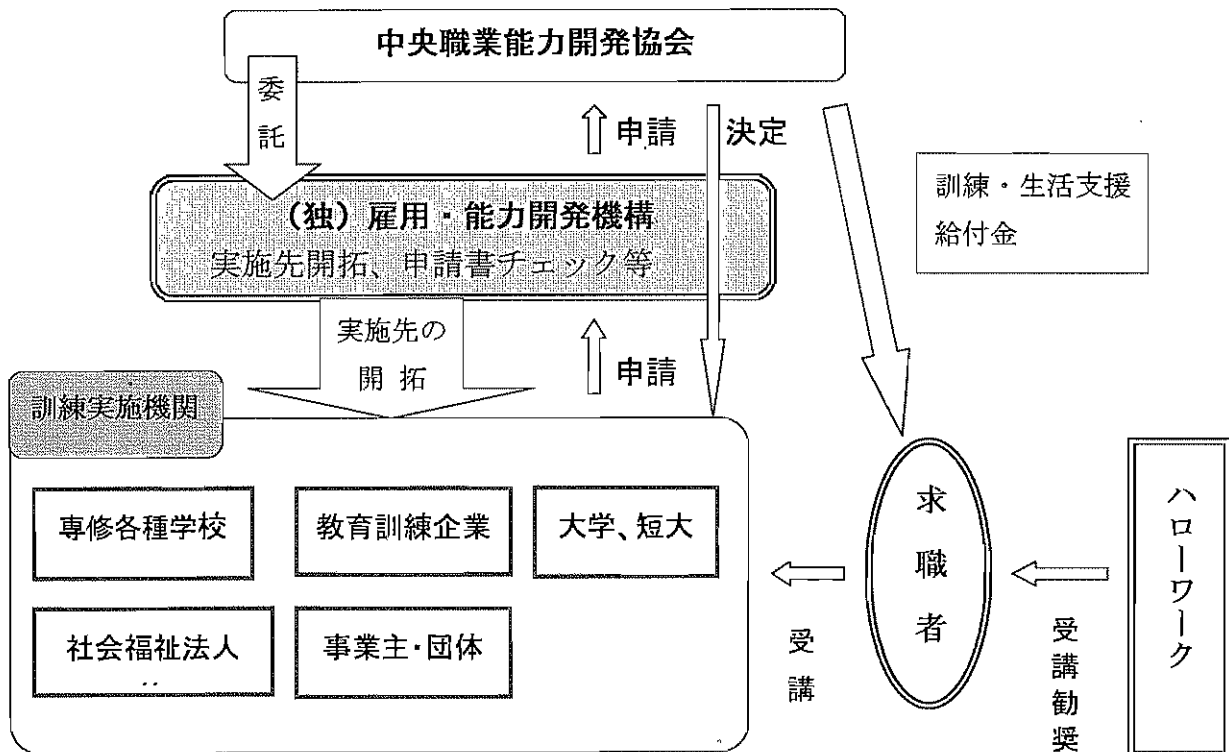 中央職業能力開発協会
委託
申請
決定
訓練・生活支援
給付金
（独）雇用・能力開発機構
実施先開拓、申請書チェック等
実施先の
開拓
申請
訓練実施機関
専修各種学校
教育訓練企業
大学、短大
社会福祉法人
事業主・団体
受講
求職者
受講勧奨
ハローワーク